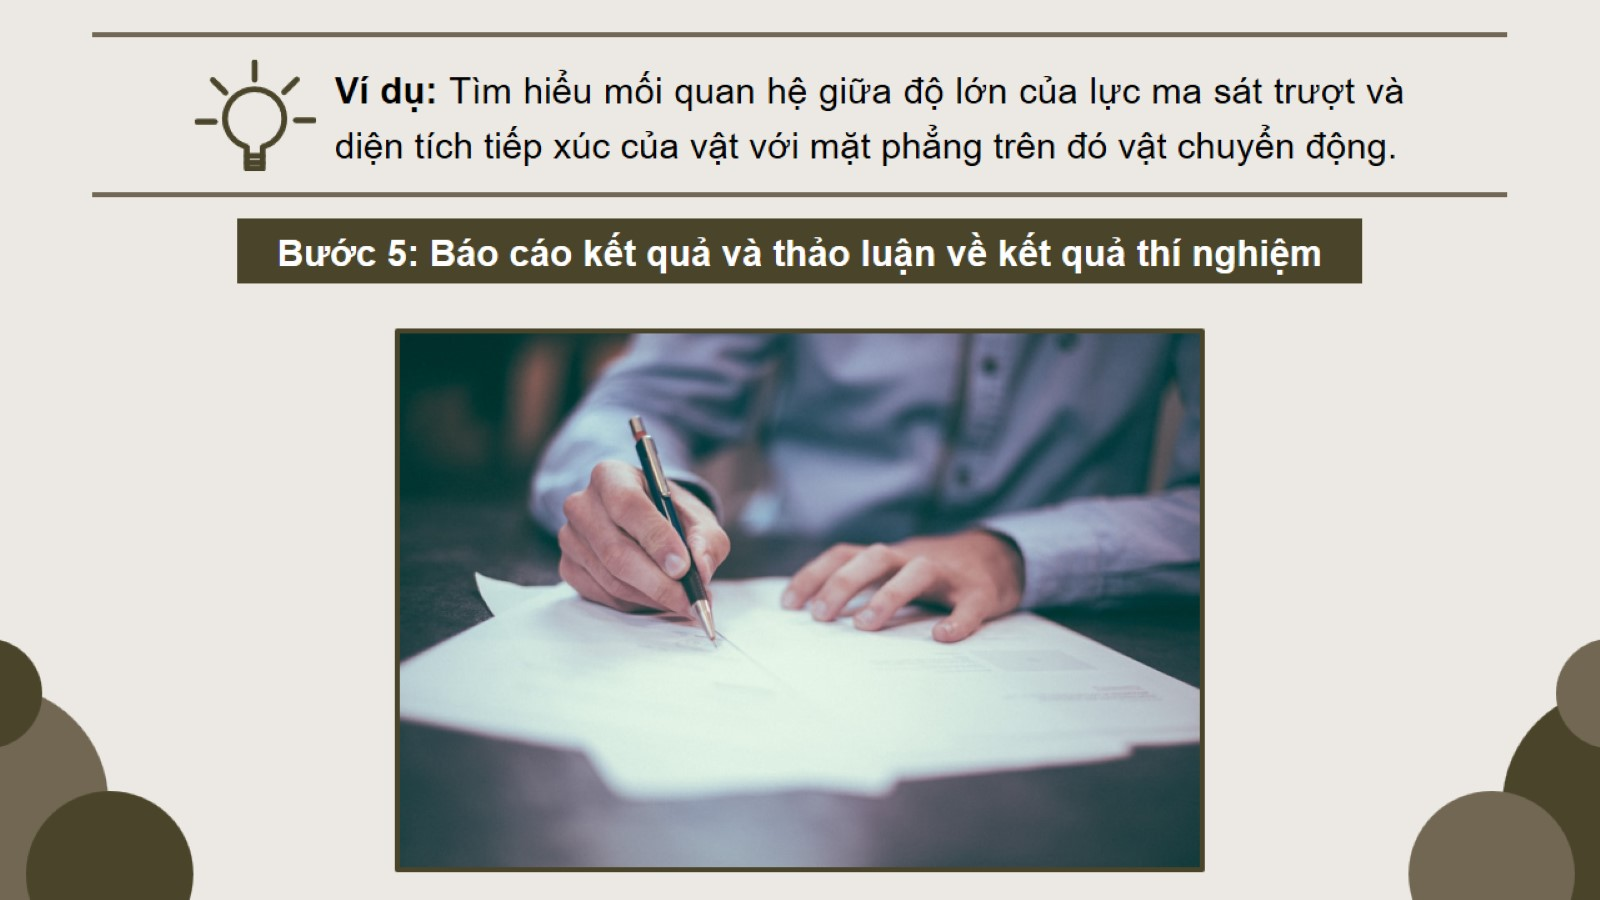 Ví dụ: Tìm hiểu mối quan hệ giữa độ lớn của lực ma sát trượt và
diện tích tiếp xúc của vật với mặt phẳng trên đó vật chuyển động.
Bước 5: Báo cáo kết quả và thảo luận về kết quả thí nghiệm